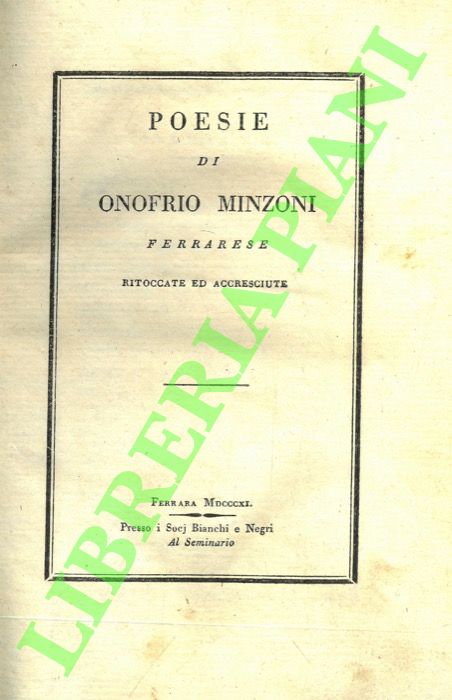 POESIE
DI
ONOFRIO MINZONI
FERRARESE
RITOCCATE ED ACCRESCIUTE
FERRARA MDCCCXI.
Presso i Socj Bianchi e Negri
Al Seminario
LIBRERIA PIANI